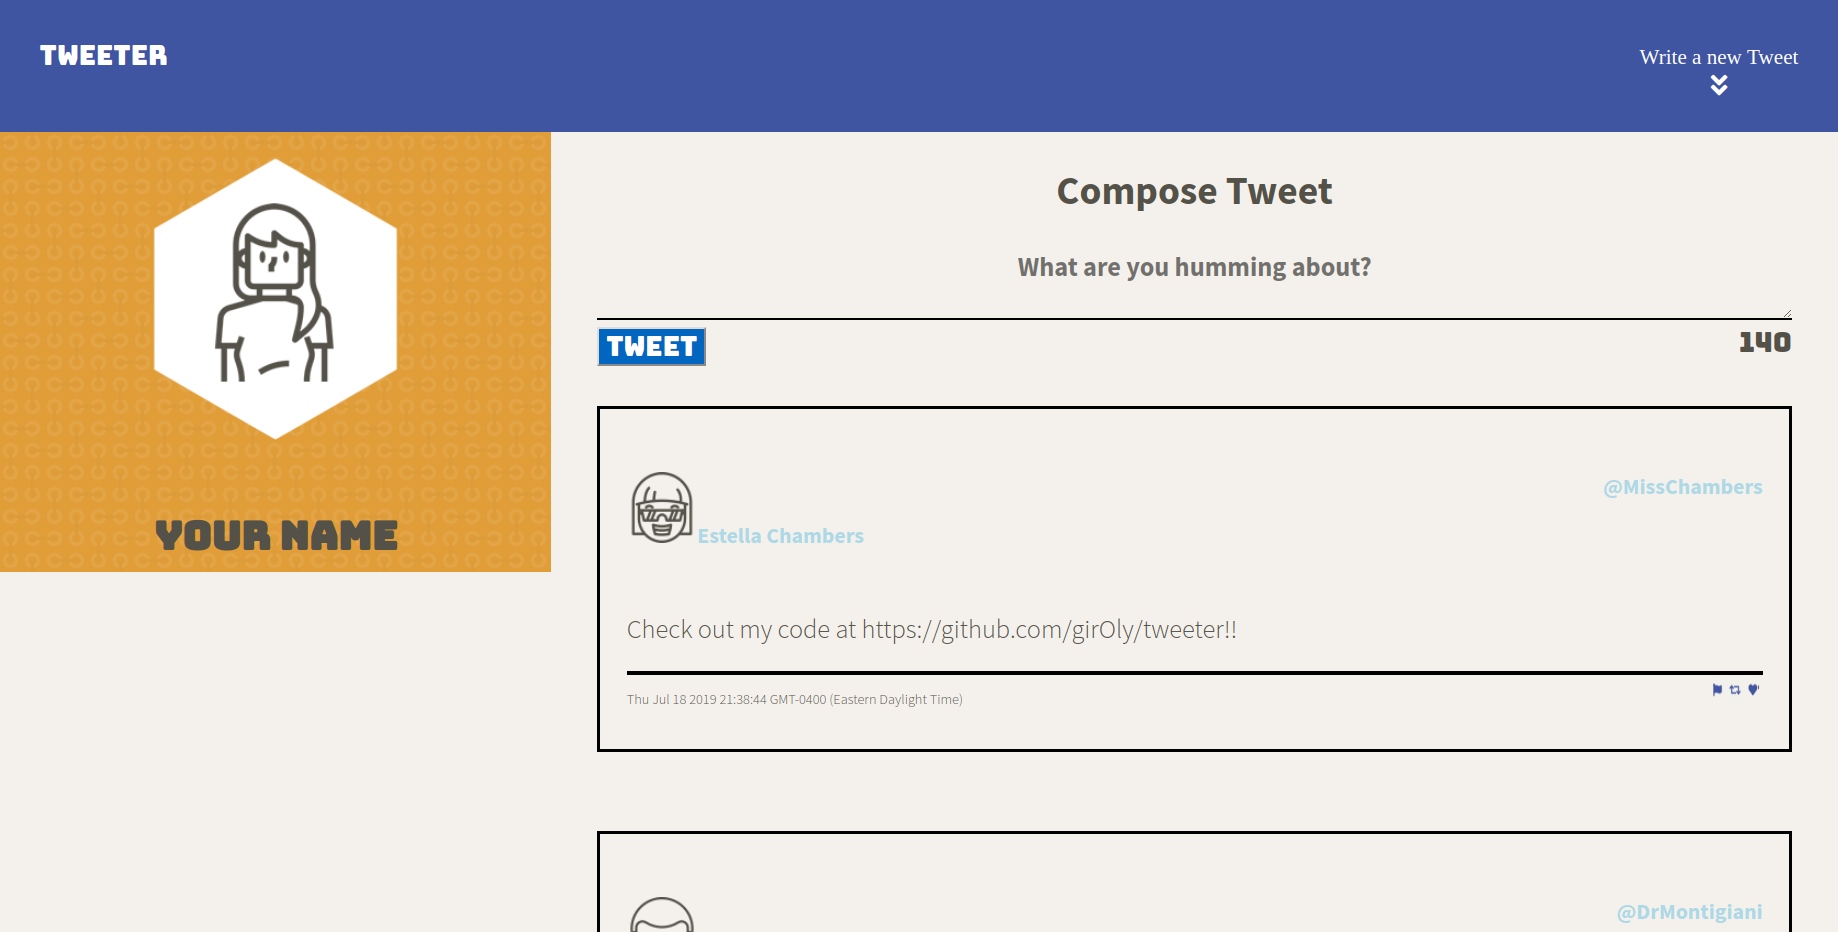 TWEETER
Write a new Tweet
YOUR NAME
Compose Tweet
What are you humming about?
TWEET
140
@MissChambers
Estella Chambers
Check out my code at https://github.com/girOly/tweeter!!
Thu Jul 18 2019 21:38:44 GMT-0400 (Eastern Daylight Time)
@DrMontigiani